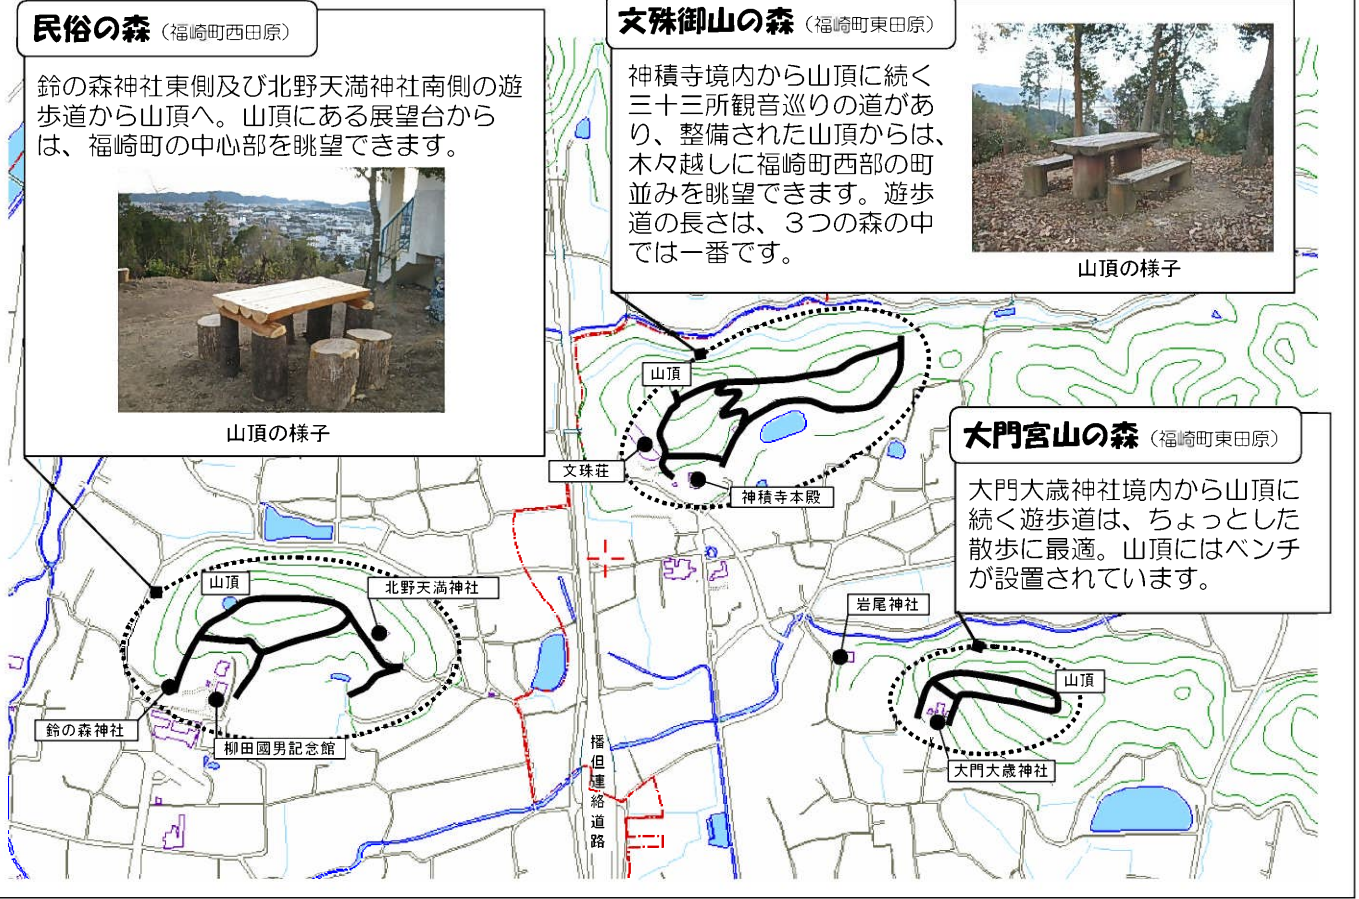 民俗の森（福崎町西田原）
鈴の森神社東側及び北野天満神社南側の遊
歩道から山頂へ。山頂にある展望台から
は、福崎町の中心部を眺望できます。
山頂の様子
文殊御山の森（福崎町東田原）
神積寺境内から山頂に続く
三十三所観音巡りの道があ
り、整備された山頂からは、
木々越しに福崎町西部の町
並みを眺望できます。遊歩
道の長さは、３つの森の中
では一番です。
山頂の様子
山頂
文珠荘
神積寺本殿
大門宮山の森（福崎町東田原）
大門大歳神社境内から山頂に
続く遊歩道は、ちょっとした
散歩に最適。山頂にはベンチ
が設置されています。
山頂
北野天満神社
鈴の森神社
柳田國男記念館
岩尾神社
山頂
大門大歳神社
播但連絡道路